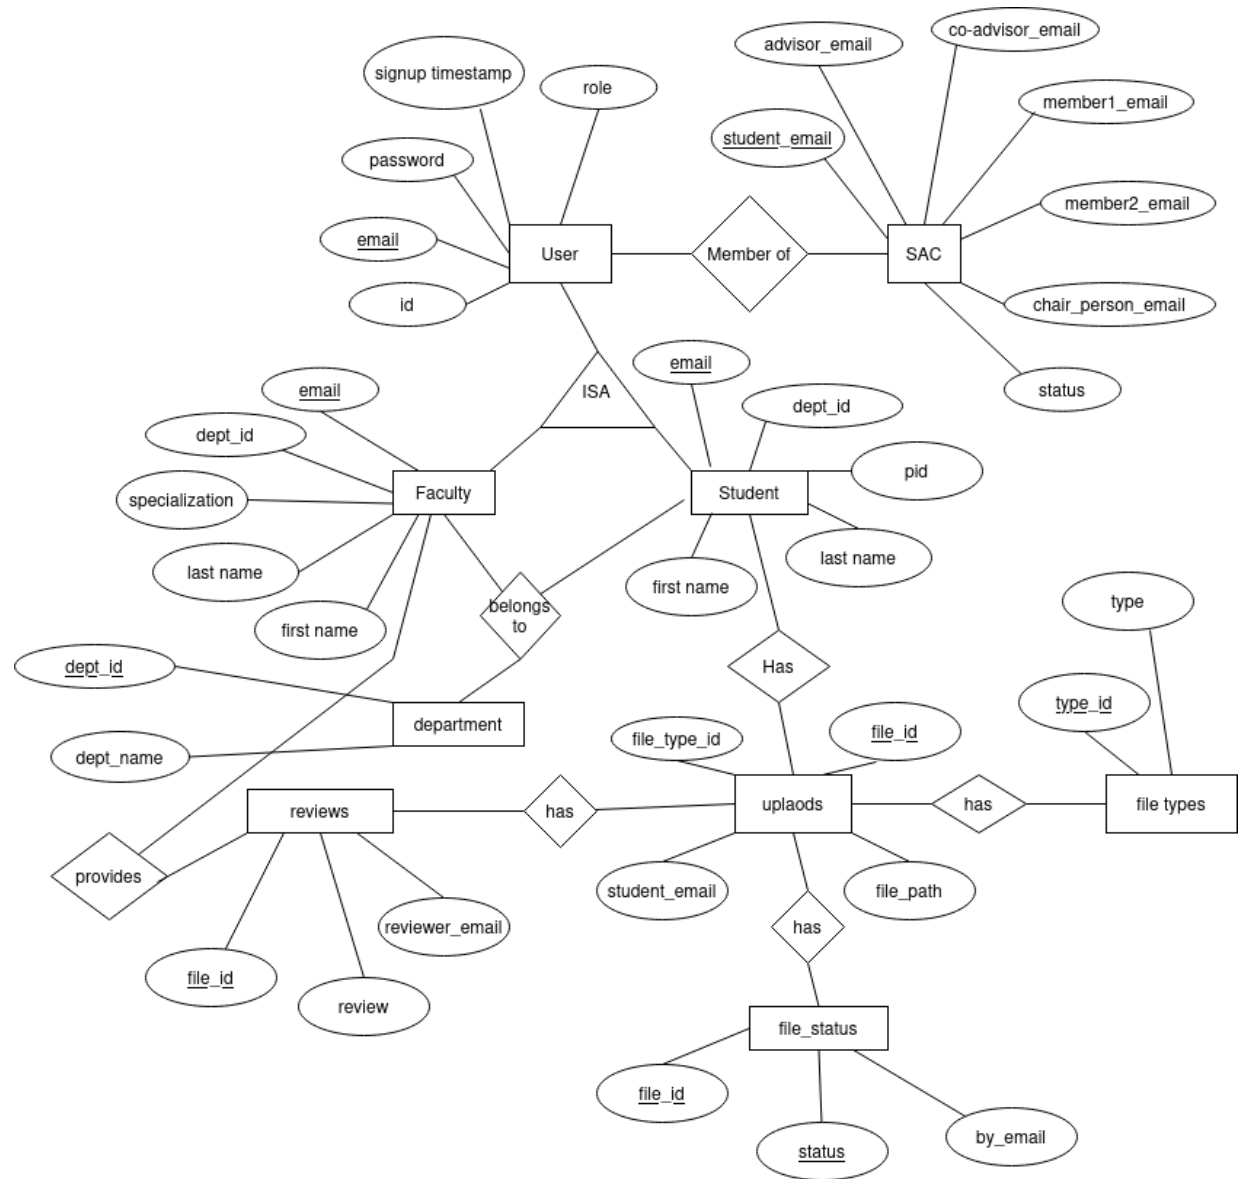 co-advisor_email
advisor_email
signup timestamp
role
member1_email
student_email
password
member2_email
email
User
Member of
SAC
id
chair_person_email
email
ISA
status
email
dept_id
dept_id
pid
specialization
Faculty
Student
last name
last name
first name
type
belongs
to
first name
dept_id
Has
type_id
department
file_type_id
file_id
dept_name
reviews
has
uplaods
has
file types
provides
student_email
file_path
reviewer_email
has
file_id
review
file_status
file_id
status
by_email